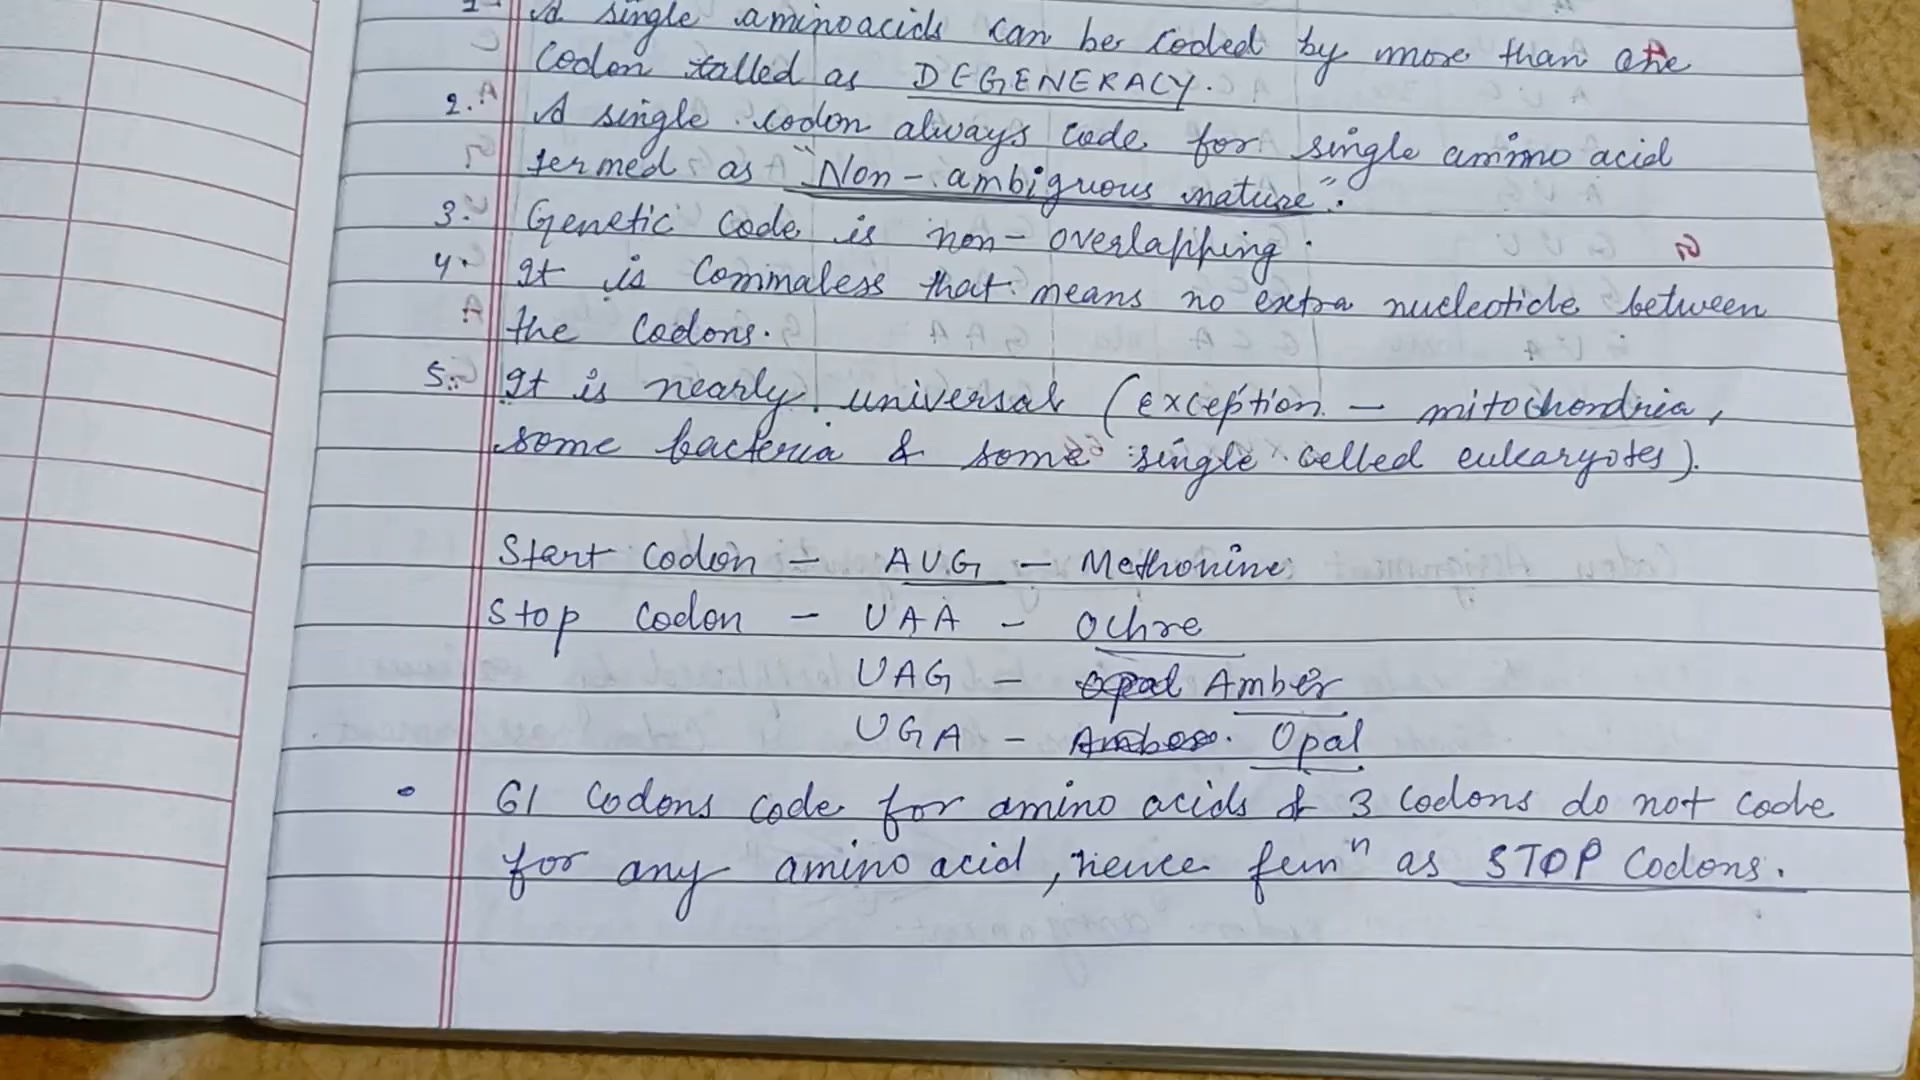 1. A single aminoacids can be coded by more than one
Codon called as DEGENERACY.
2. A single codon always code for single amino acid
termed as "Non-ambiguous nature".
3. Genetic Code is non-overlapping.
4. It is Commaless that means no extra nucleotide between
the codons.
5. It is nearly universal (exception - mitochondria,
some bacteria & some single celled eukaryotes).
Start codon - AUG - Methonine
Stop codon - UAA - Ochre
UAG - Opal Amber
UGA - Amber. Opal
• 61 Codons code for amino acids & 3 codons do not code
for any amino acid, hence funⁿ as STOP Codons.